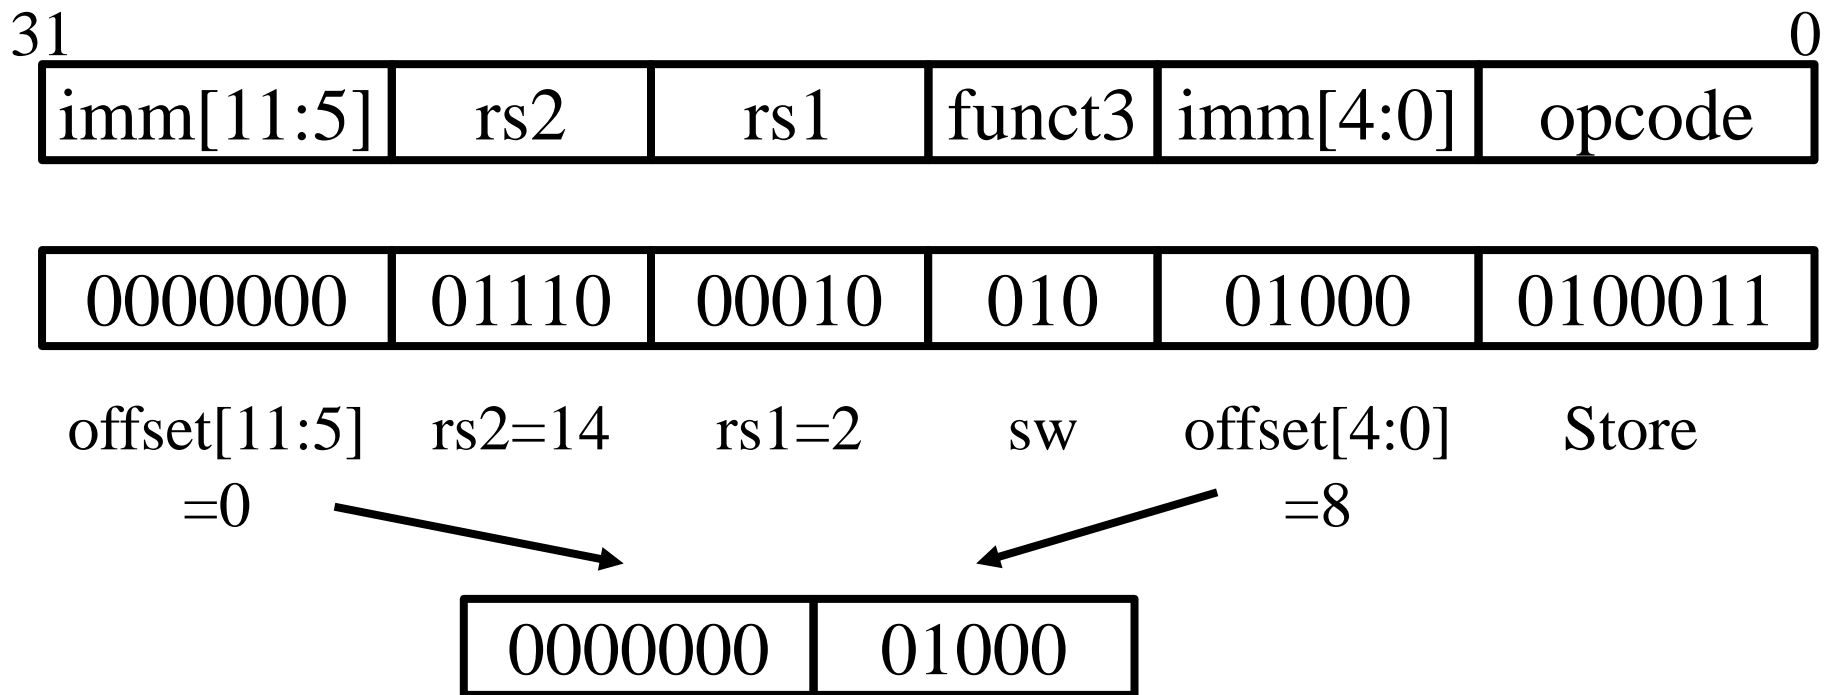 31 0
imm[11:5] rs2 rs1 funct3 imm[4:0] opcode
0000000 01110 00010 010 01000 0100011
offset[11:5] rs2=14 rs1=2 sw offset[4:0] Store
=0 =8
0000000 01000